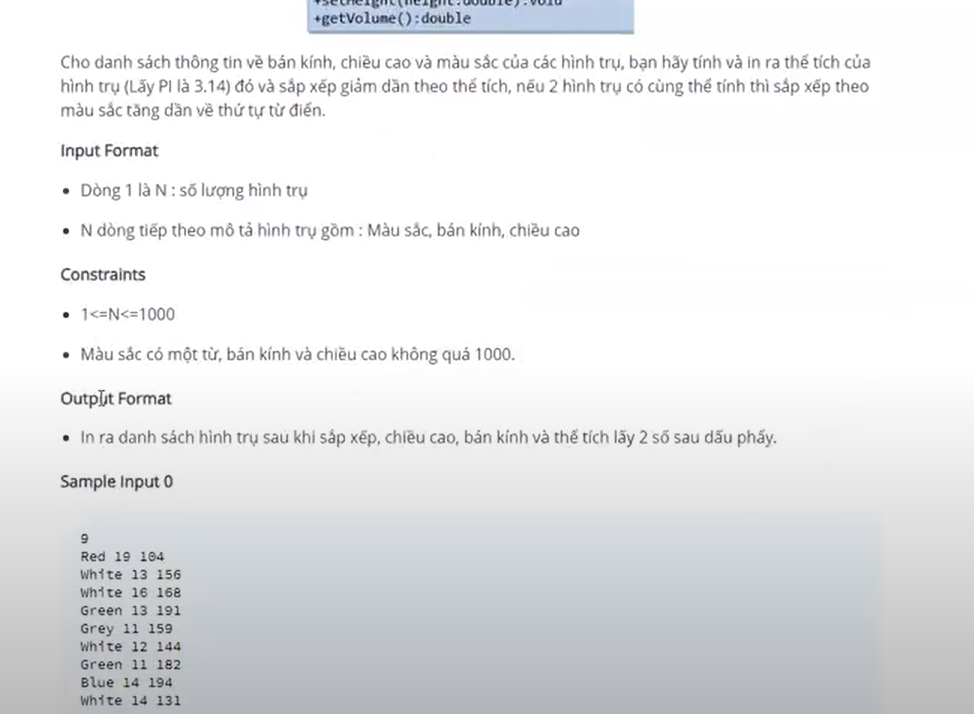 +setHeight(height:double):void
+getVolume():double
Cho danh sách thông tin về bán kính, chiều cao và màu sắc của các hình trụ, bạn hãy tính và in ra thể tích của
hình trụ (Lấy PI là 3.14) đó và sắp xếp giảm dần theo thể tích, nếu 2 hình trụ có cùng thể tính thì sắp xếp theo
màu sắc tăng dần về thứ tự từ điển.
Input Format
• Dòng 1 là N : số lượng hình trụ
• N dòng tiếp theo mô tả hình trụ gồm : Màu sắc, bán kính, chiều cao
Constraints
• 1<=N<=1000
• Màu sắc có một từ, bán kính và chiều cao không quá 1000.
Output Format
• In ra danh sách hình trụ sau khi sắp xếp, chiều cao, bán kính và thể tích lấy 2 số sau dấu phẩy.
Sample Input 0
9
Red 19 104
White 13 156
White 16 168
Green 13 191
Grey 11 159
White 12 144
Green 11 182
Blue 14 194
White 14 131